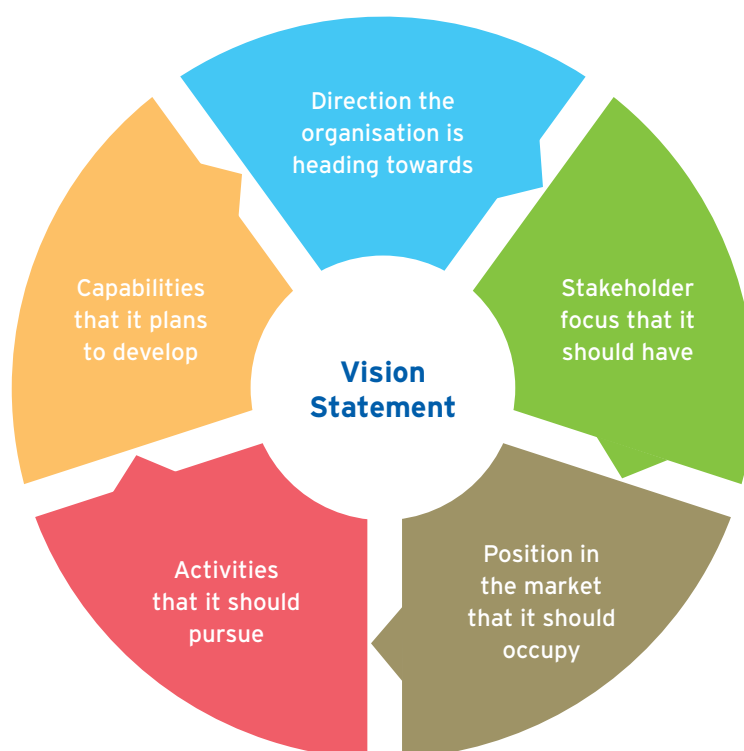 Direction the
organisation is
heading towards
Stakeholder
focus that it
should have
Position in
the market
that it should
occupy
Activities
that it should
pursue
Capabilities
that it plans
to develop
Vision
Statement